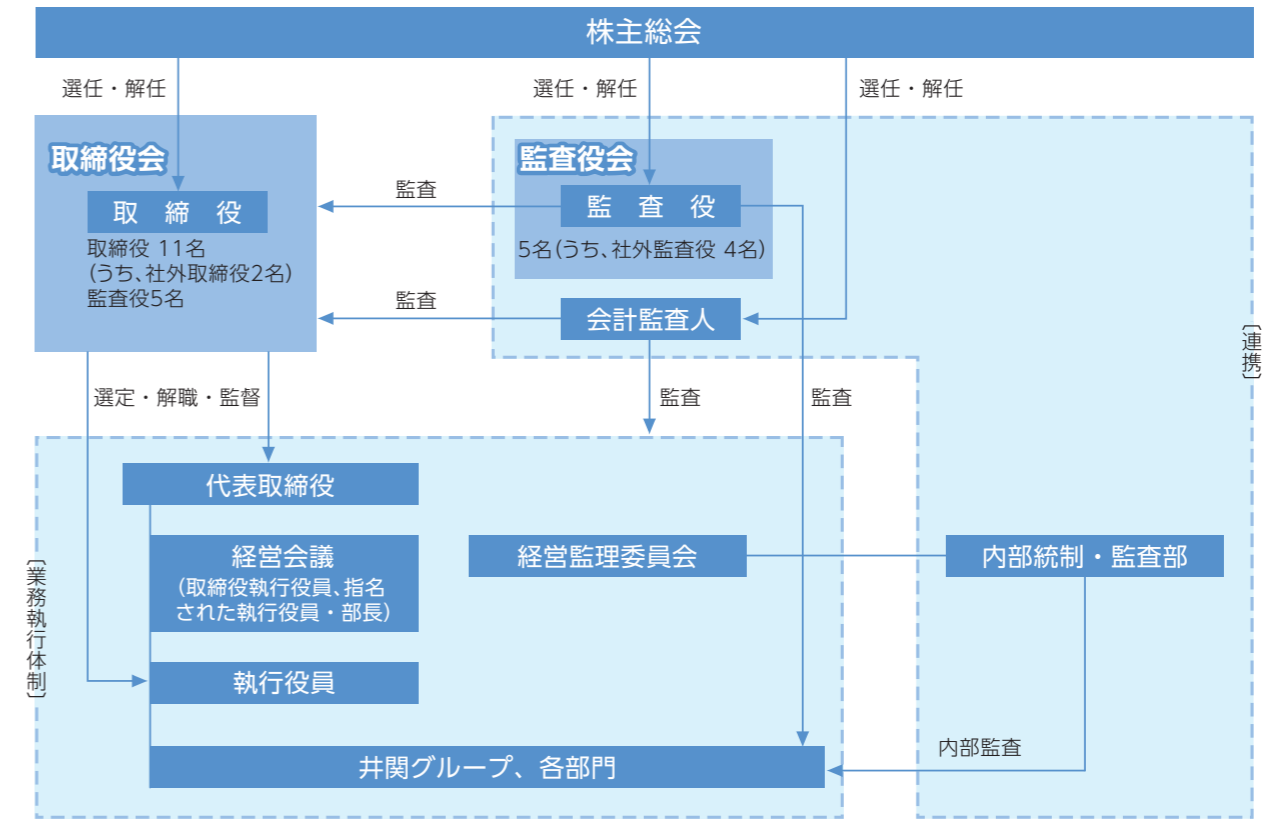 株主総会
選任・解任
選任・解任
選任・解任
取締役会
取　締　役
取締役 11名
(うち、社外取締役2名)
監査役5名
監査
監査役会
監　査　役
5名(うち、社外監査役 4名)
監査
会計監査人
〔連携〕
選定・解職・監督
監査
監査
代表取締役
経営会議
(取締役執行役員、指名
された執行役員・部長)
経営監理委員会
内部統制・監査部
〔業務執行体制〕
執行役員
内部監査
井関グループ、各部門